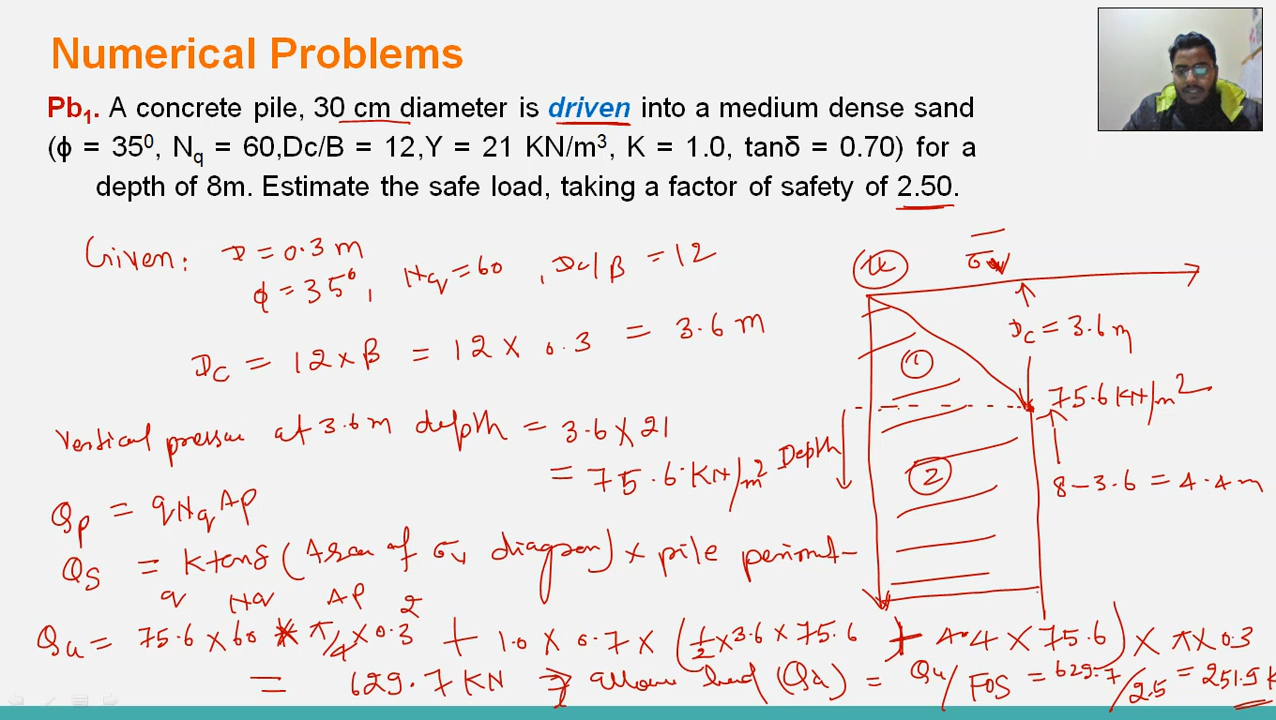 Numerical Problems
Pb1. A concrete pile, 30 cm diameter is driven into a medium dense sand
(ϕ = 35⁰, Nq = 60,Dc/B = 12,Y = 21 KN/m³, K = 1.0, tanδ = 0.70) for a
depth of 8m. Estimate the safe load, taking a factor of safety of 2.50.
Given: D = 0.3 m
ϕ = 35⁰, Nq = 60, Dc/B = 12
Dc = 12 x B = 12 x 0.3 = 3.6 m
Vertical pressure at 3.6 m depth = 3.6 x 21
= 75.6 KN/m²
Qp = qNqAp
Qs = Ktanδ (Area of σv diagram) x pile perimet
q Nq Ap
Qu = 75.6 x 60 x π/4 x 0.3² + 1.0 x 0.7 x (1/2 x 3.6 x 75.6 + 4.4 x 75.6) x π x 0.3
= 629.7 KN ⇒ allowe load (Qa) = Qu/FOS = 629.7/2.5 = 251.9 K
σv
Dc = 3.6 m
1
75.6 KN/m²
Depth
2
8 - 3.6 = 4.4 m